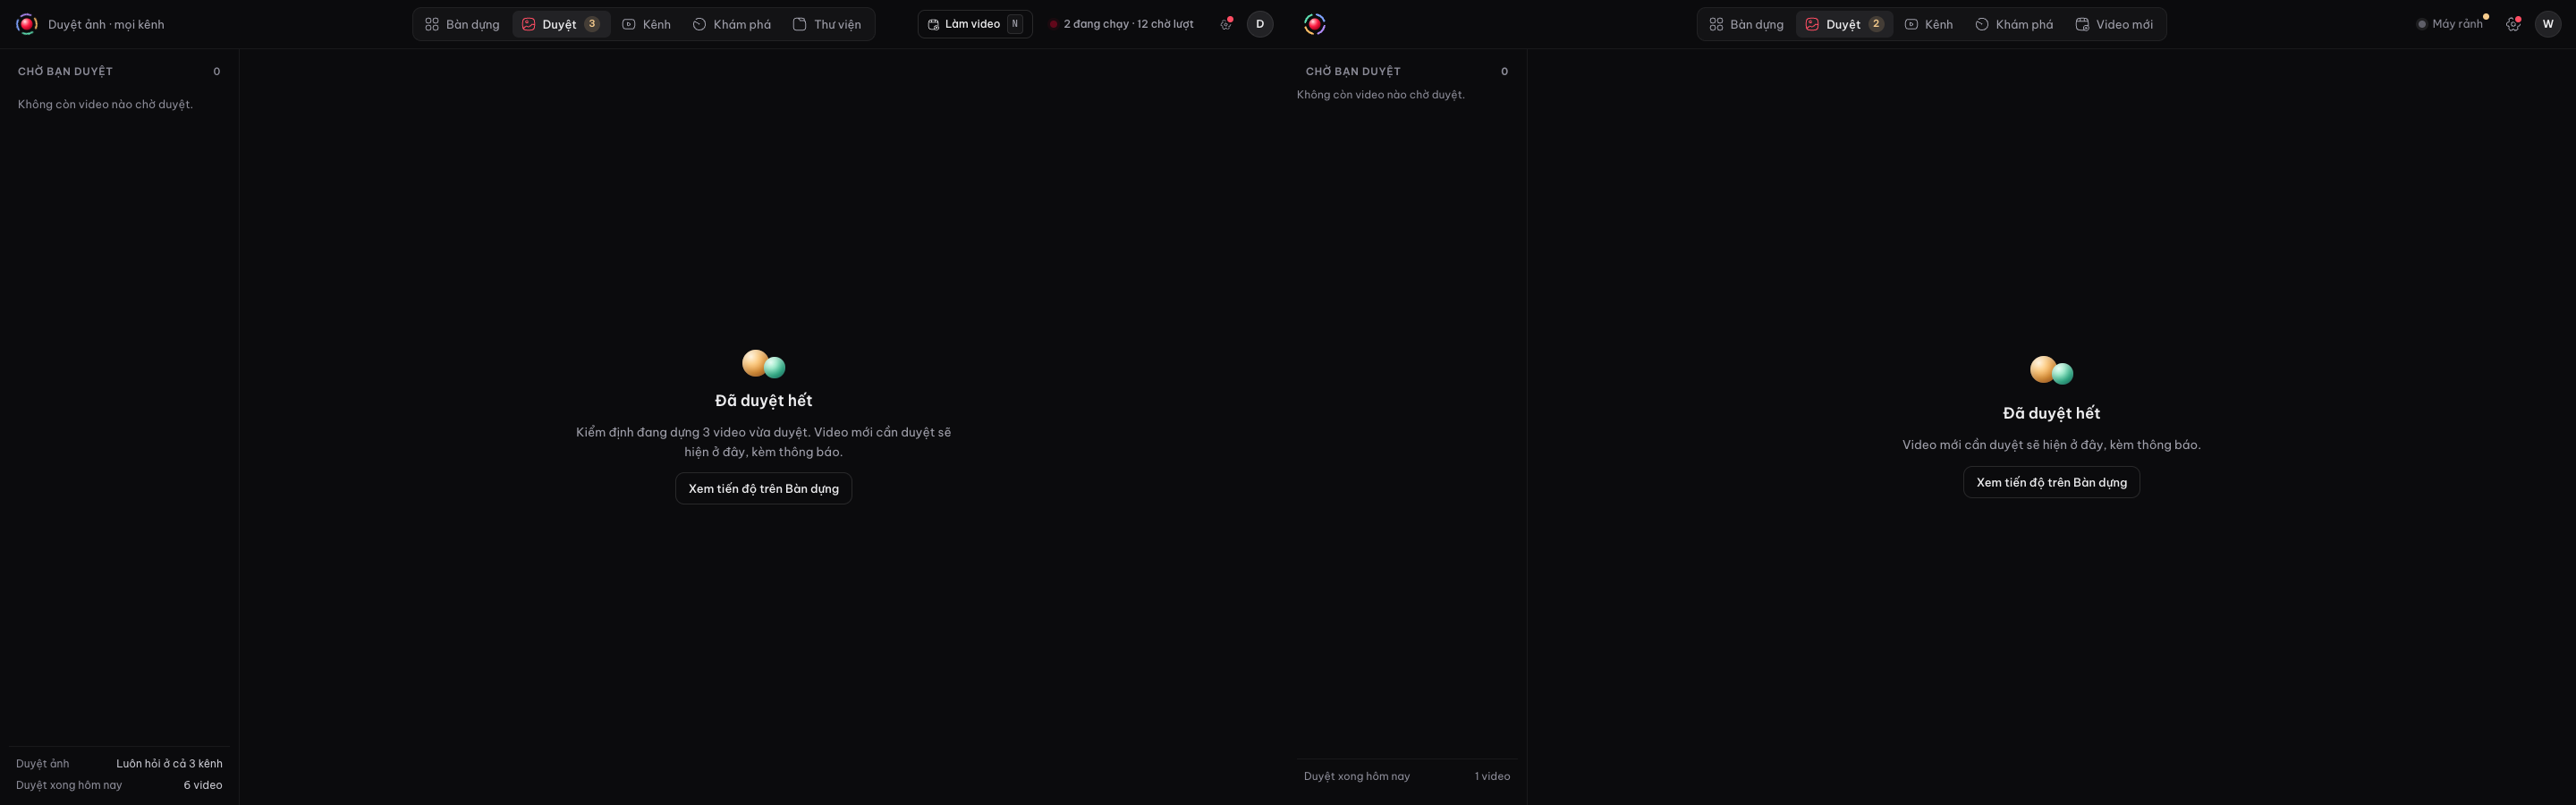 Duyệt ảnh · mọi kênh
Bàn dựng
Duyệt 3
Kênh
Khám phá
Thư viện
Làm video N
2 đang chạy · 12 chờ lượt
D
CHỜ BẠN DUYỆT 0
Không còn video nào chờ duyệt.
Đã duyệt hết
Kiểm định đang dựng 3 video vừa duyệt. Video mới cần duyệt sẽ
hiện ở đây, kèm thông báo.
Xem tiến độ trên Bàn dựng
Duyệt ảnh Luôn hỏi ở cả 3 kênh
Duyệt xong hôm nay 6 video
Bàn dựng
Duyệt 2
Kênh
Khám phá
Video mới
Máy rảnh
W
CHỜ BẠN DUYỆT 0
Không còn video nào chờ duyệt.
Đã duyệt hết
Video mới cần duyệt sẽ hiện ở đây, kèm thông báo.
Xem tiến độ trên Bàn dựng
Duyệt xong hôm nay 1 video